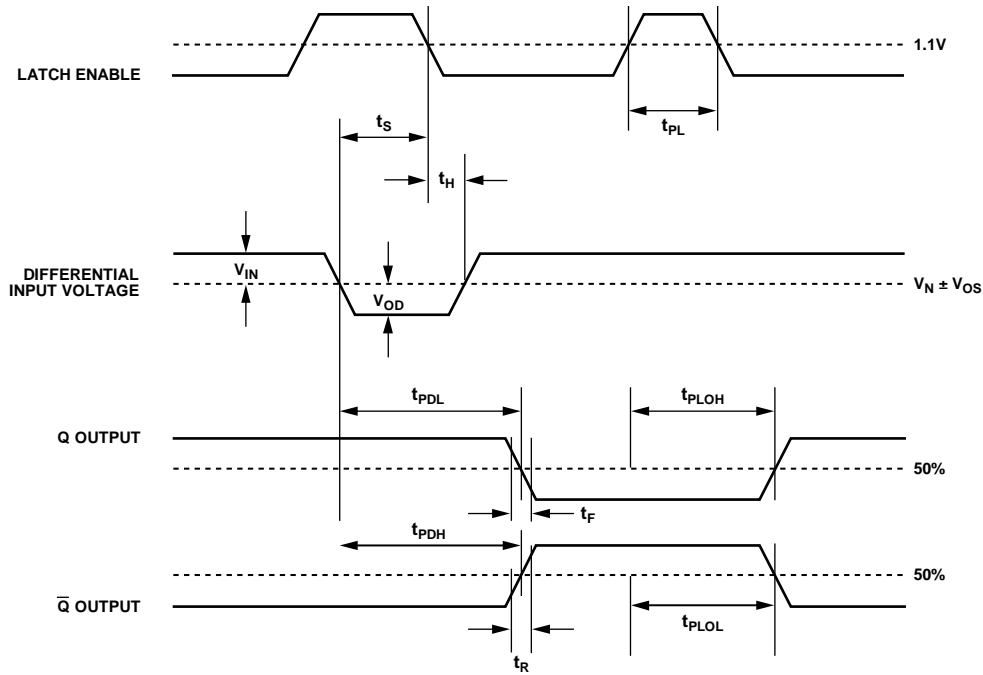 1.1V
LATCH ENABLE
tS
tPL
tH
VIN
DIFFERENTIAL
INPUT VOLTAGE
VOD
VN ± VOS
tPDL
tPLOH
Q OUTPUT
50%
tF
tPDH
50%
Q̅ OUTPUT
tPLOL
tR